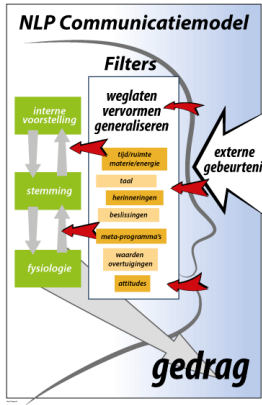 NLP Communicatiemodel
Filters
weglaten
vervormen
generaliseren
interne
voorstelling
tijd/ruimte
materie/energie
externe
gebeurteni
taal
stemming
herinneringen
beslissingen
meta-programma's
waarden
overtuigingen
fysiologie
attitudes
gedrag